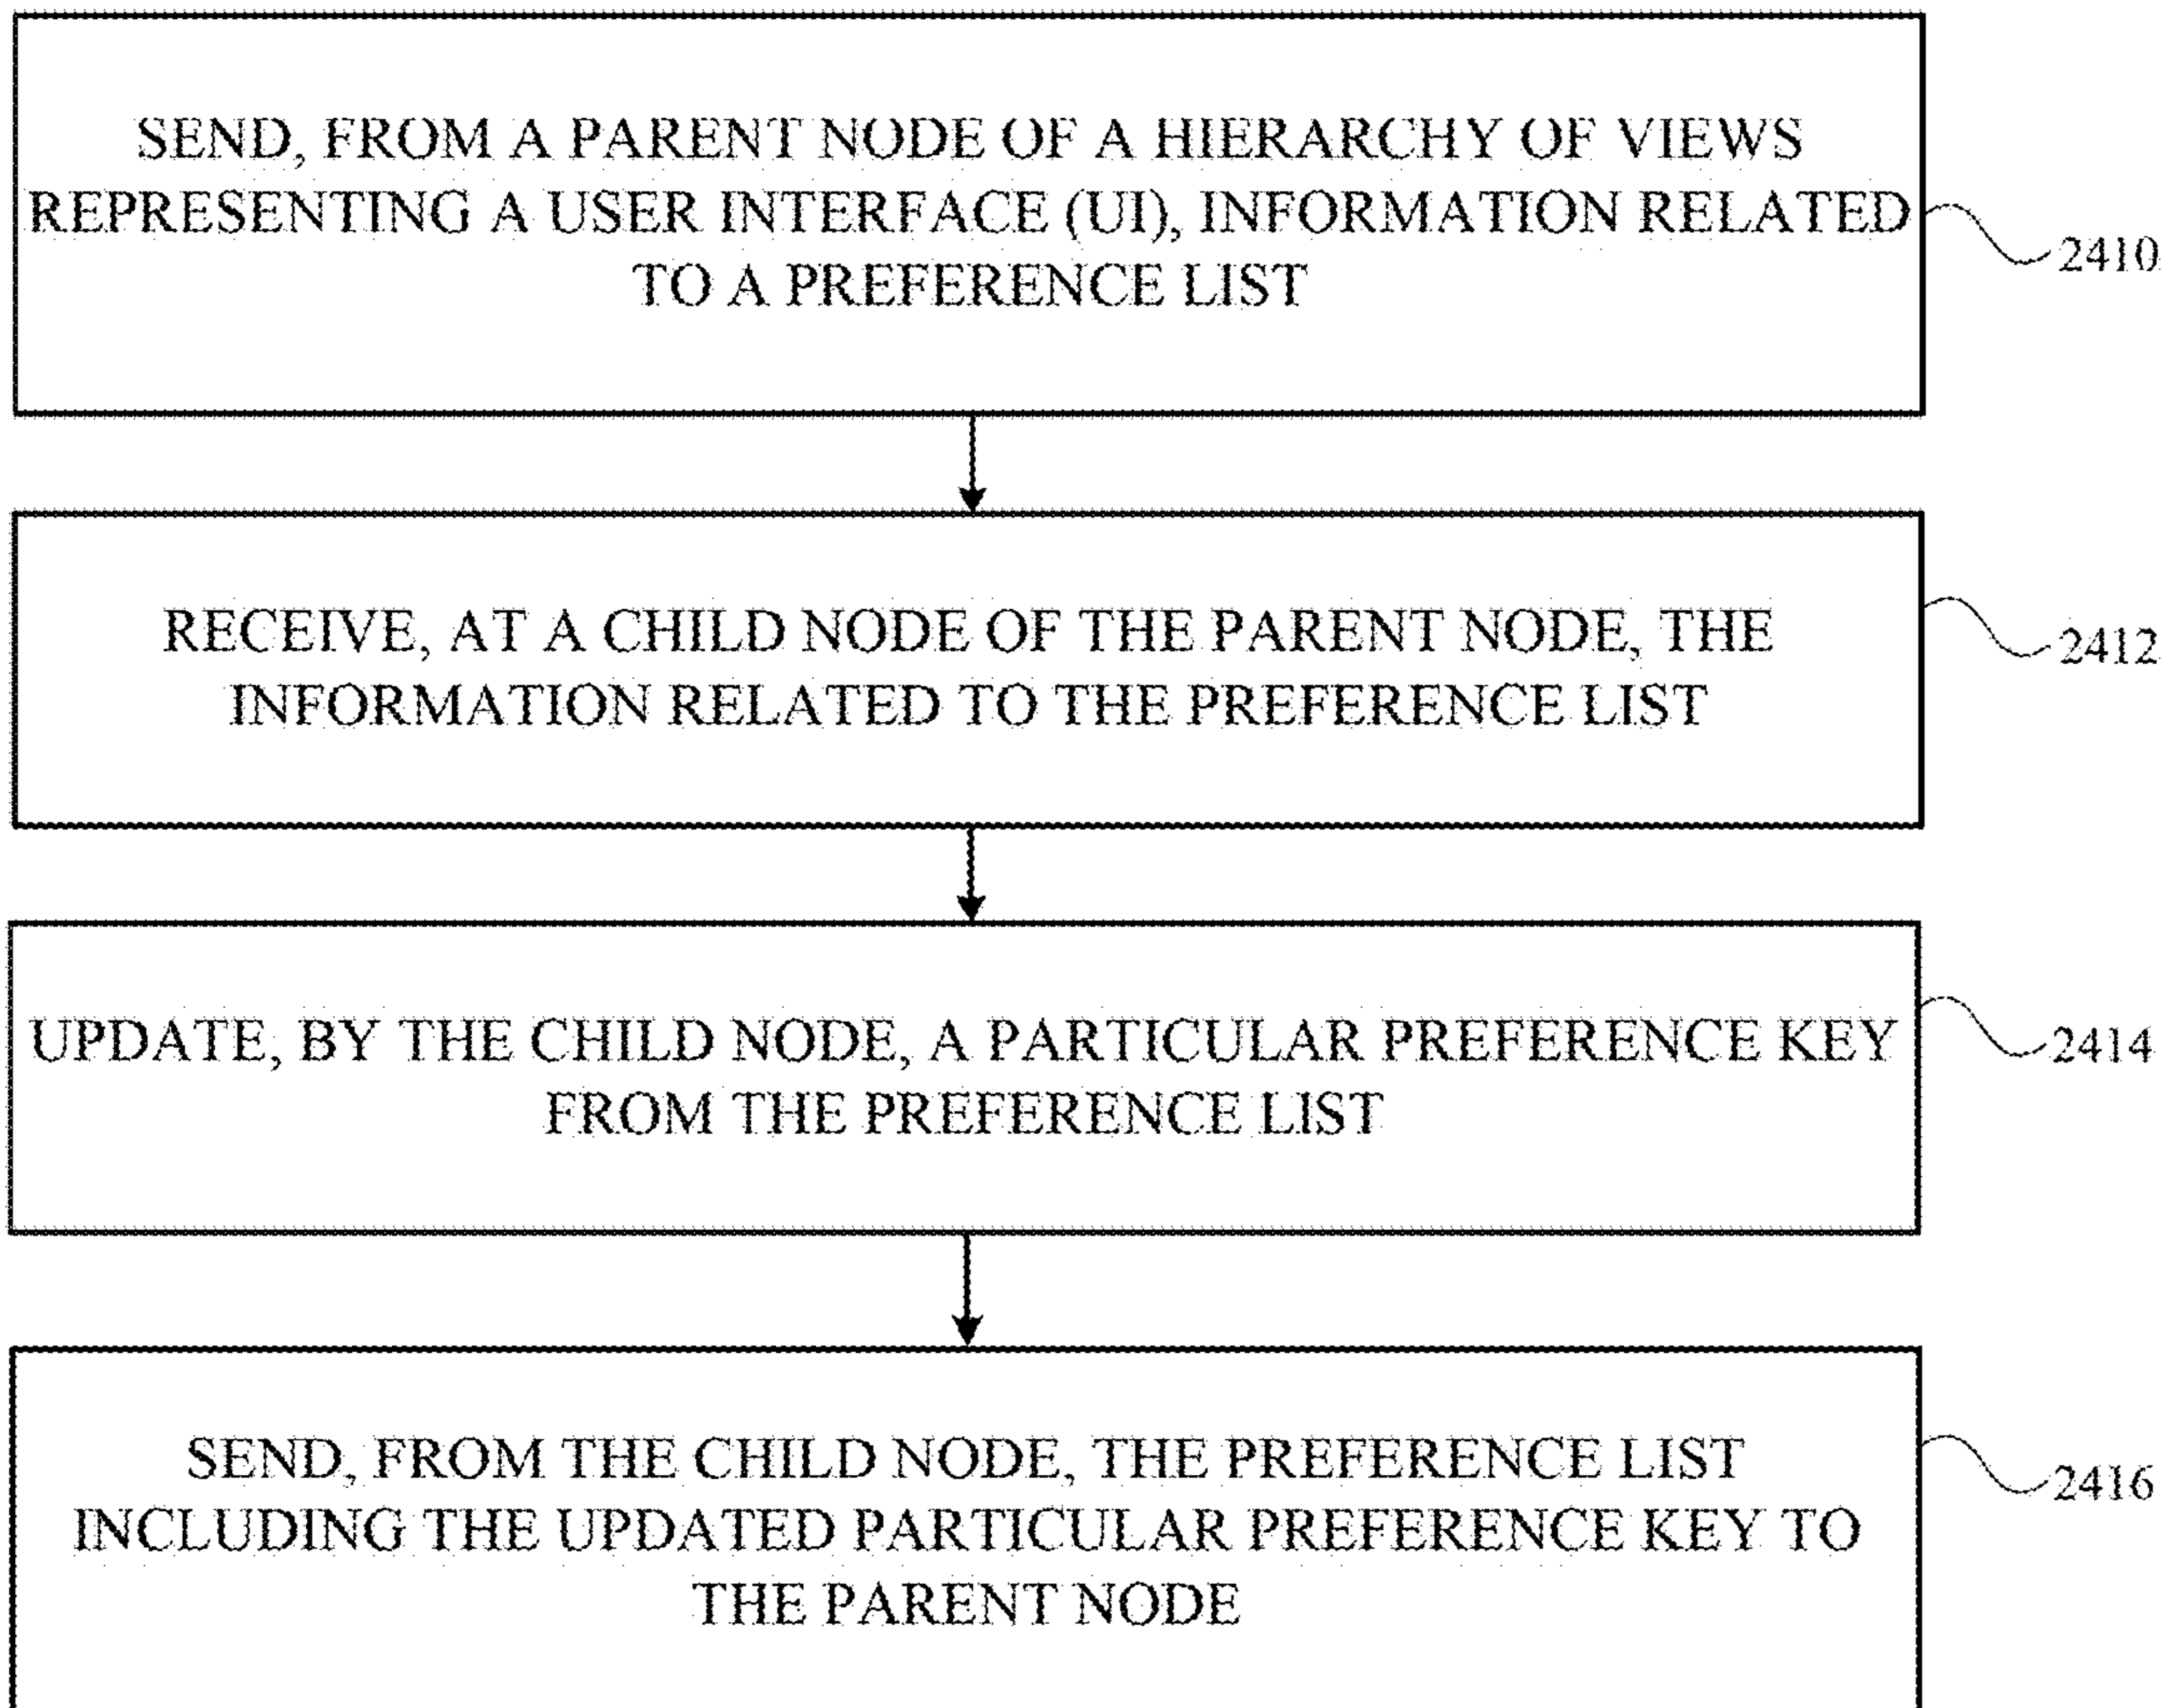 SEND, FROM A PARENT NODE OF A HIERARCHY OF VIEWS
REPRESENTING A USER INTERFACE (UI), INFORMATION RELATED
TO A PREFERENCE LIST
2410
RECEIVE, AT A CHILD NODE OF THE PARENT NODE, THE
INFORMATION RELATED TO THE PREFERENCE LIST
2412
UPDATE, BY THE CHILD NODE, A PARTICULAR PREFERENCE KEY
FROM THE PREFERENCE LIST
2414
SEND, FROM THE CHILD NODE, THE PREFERENCE LIST
INCLUDING THE UPDATED PARTICULAR PREFERENCE KEY TO
THE PARENT NODE
2416